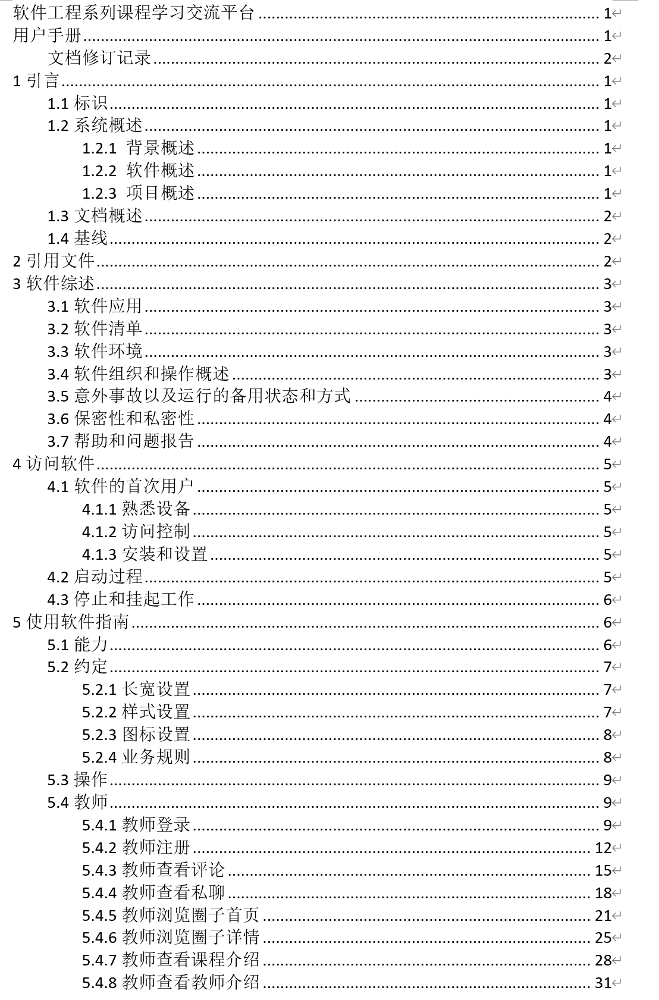 软件工程系列课程学习交流平台........1
用户手册........1
文档修订记录........2
1 引言........1
1.1 标识........1
1.2 系统概述........1
1.2.1 背景概述........1
1.2.2 软件概述........1
1.2.3 项目概述........1
1.3 文档概述........2
1.4 基线........2
2 引用文件........2
3 软件综述........3
3.1 软件应用........3
3.2 软件清单........3
3.3 软件环境........3
3.4 软件组织和操作概述........3
3.5 意外事故以及运行的备用状态和方式........4
3.6 保密性和私密性........4
3.7 帮助和问题报告........4
4 访问软件........5
4.1 软件的首次用户........5
4.1.1 熟悉设备........5
4.1.2 访问控制........5
4.1.3 安装和设置........5
4.2 启动过程........5
4.3 停止和挂起工作........6
5 使用软件指南........6
5.1 能力........6
5.2 约定........7
5.2.1 长宽设置........7
5.2.2 样式设置........7
5.2.3 图标设置........8
5.2.4 业务规则........8
5.3 操作........9
5.4 教师........9
5.4.1 教师登录........9
5.4.2 教师注册........12
5.4.3 教师查看评论........15
5.4.4 教师查看私聊........18
5.4.5 教师浏览圈子首页........21
5.4.6 教师浏览圈子详情........25
5.4.7 教师查看课程介绍........28
5.4.8 教师查看教师介绍........31